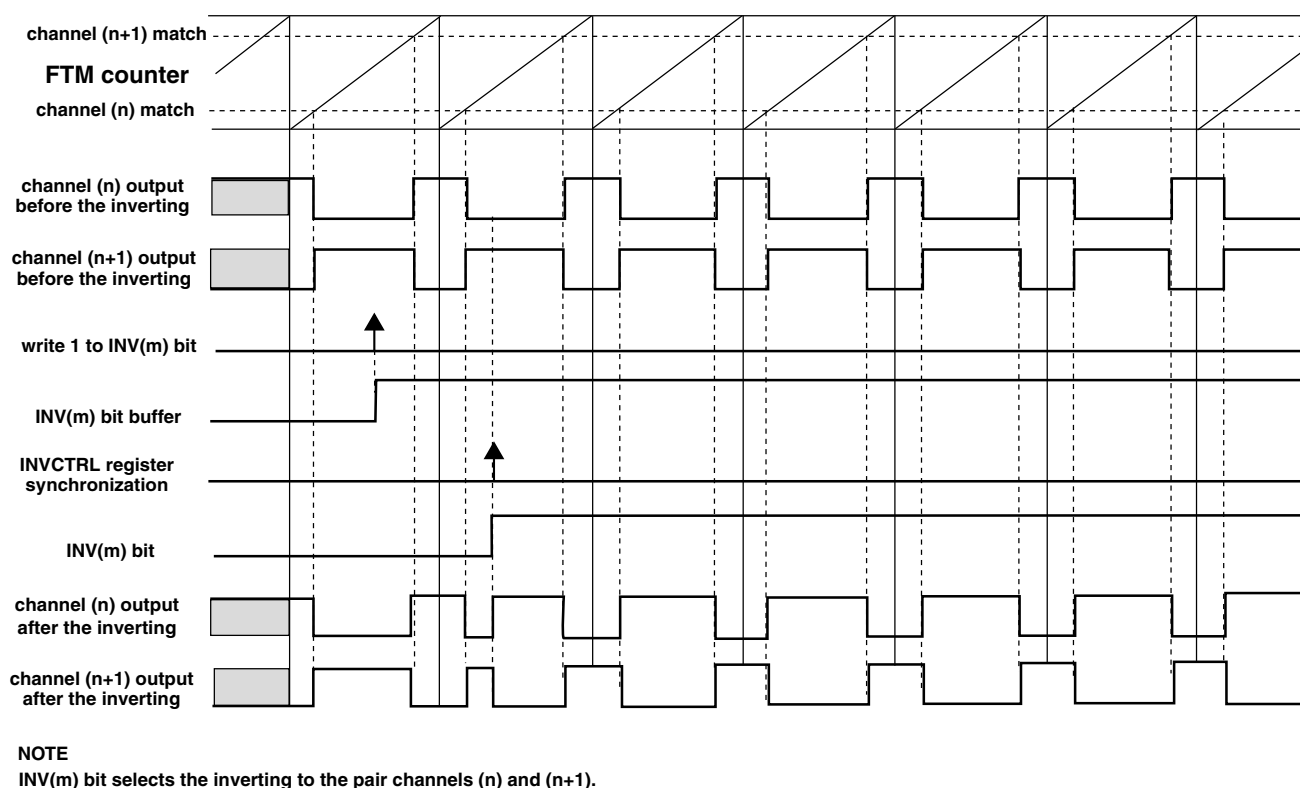 channel (n+1) match
FTM counter
channel (n) match
channel (n) output
before the inverting
channel (n+1) output
before the inverting
write 1 to INV(m) bit
INV(m) bit buffer
INVCTRL register
synchronization
INV(m) bit
channel (n) output
after the inverting
channel (n+1) output
after the inverting
NOTE
INV(m) bit selects the inverting to the pair channels (n) and (n+1).